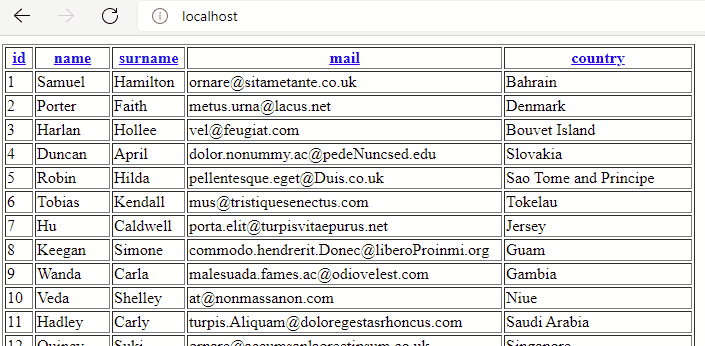 localhost
id name surname mail country
1 Samuel Hamilton ornare@sitametante.co.uk Bahrain
2 Porter Faith metus.urna@lacus.net Denmark
3 Harlan Hollee vel@feugiat.com Bouvet Island
4 Duncan April dolor.nonummy.ac@pedeNuncsed.edu Slovakia
5 Robin Hilda pellentesque.eget@Duis.co.uk Sao Tome and Principe
6 Tobias Kendall mus@tristiquesenectus.com Tokelau
7 Hu Caldwell porta.elit@turpisvitaepurus.net Jersey
8 Keegan Simone commodo.hendrerit.Donec@liberoProinmi.org Guam
9 Wanda Carla malesuada.fames.ac@odiovelest.com Gambia
10 Veda Shelley at@nonmassanon.com Niue
11 Hadley Carly turpis.Aliquam@doloregestasrhoncus.com Saudi Arabia
12 Quincy Suki